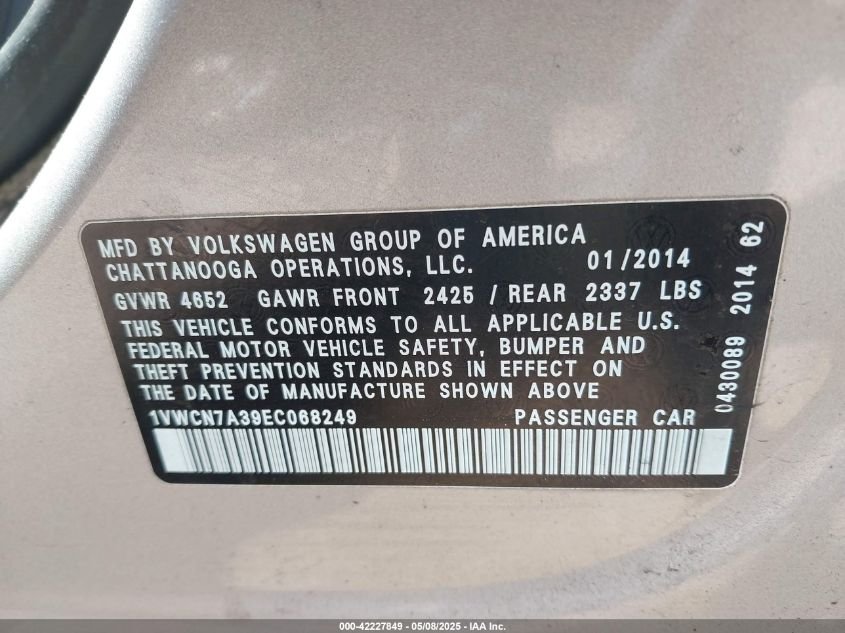 MFD BY VOLKSWAGEN GROUP OF AMERICA
CHATTANOOGA OPERATIONS, LLC. 01/2014
GVWR 4652 GAWR FRONT 2425 / REAR 2337 LBS
THIS VEHICLE CONFORMS TO ALL APPLICABLE U.S.
FEDERAL MOTOR VEHICLE SAFETY, BUMPER AND
THEFT PREVENTION STANDARDS IN EFFECT ON
THE DATE OF MANUFACTURE SHOWN ABOVE
1VWCN7A39EC068249 PASSENGER CAR
0430089 2014 62
000-42227849 - 05/08/2025 - IAA Inc.